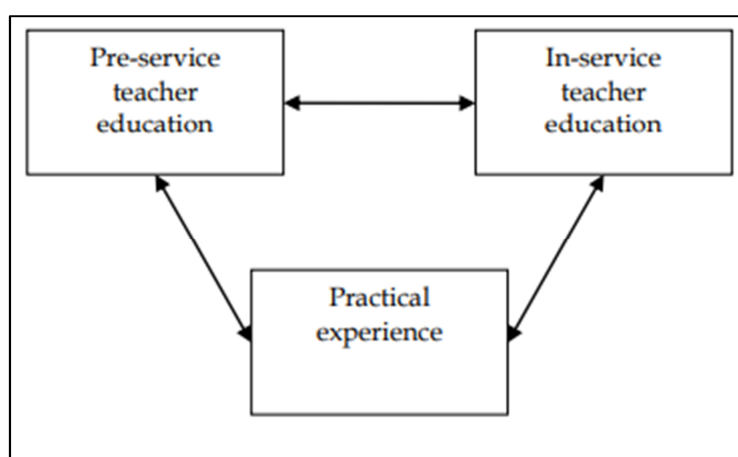 Pre-service
teacher
education
In-service
teacher
education
Practical
experience